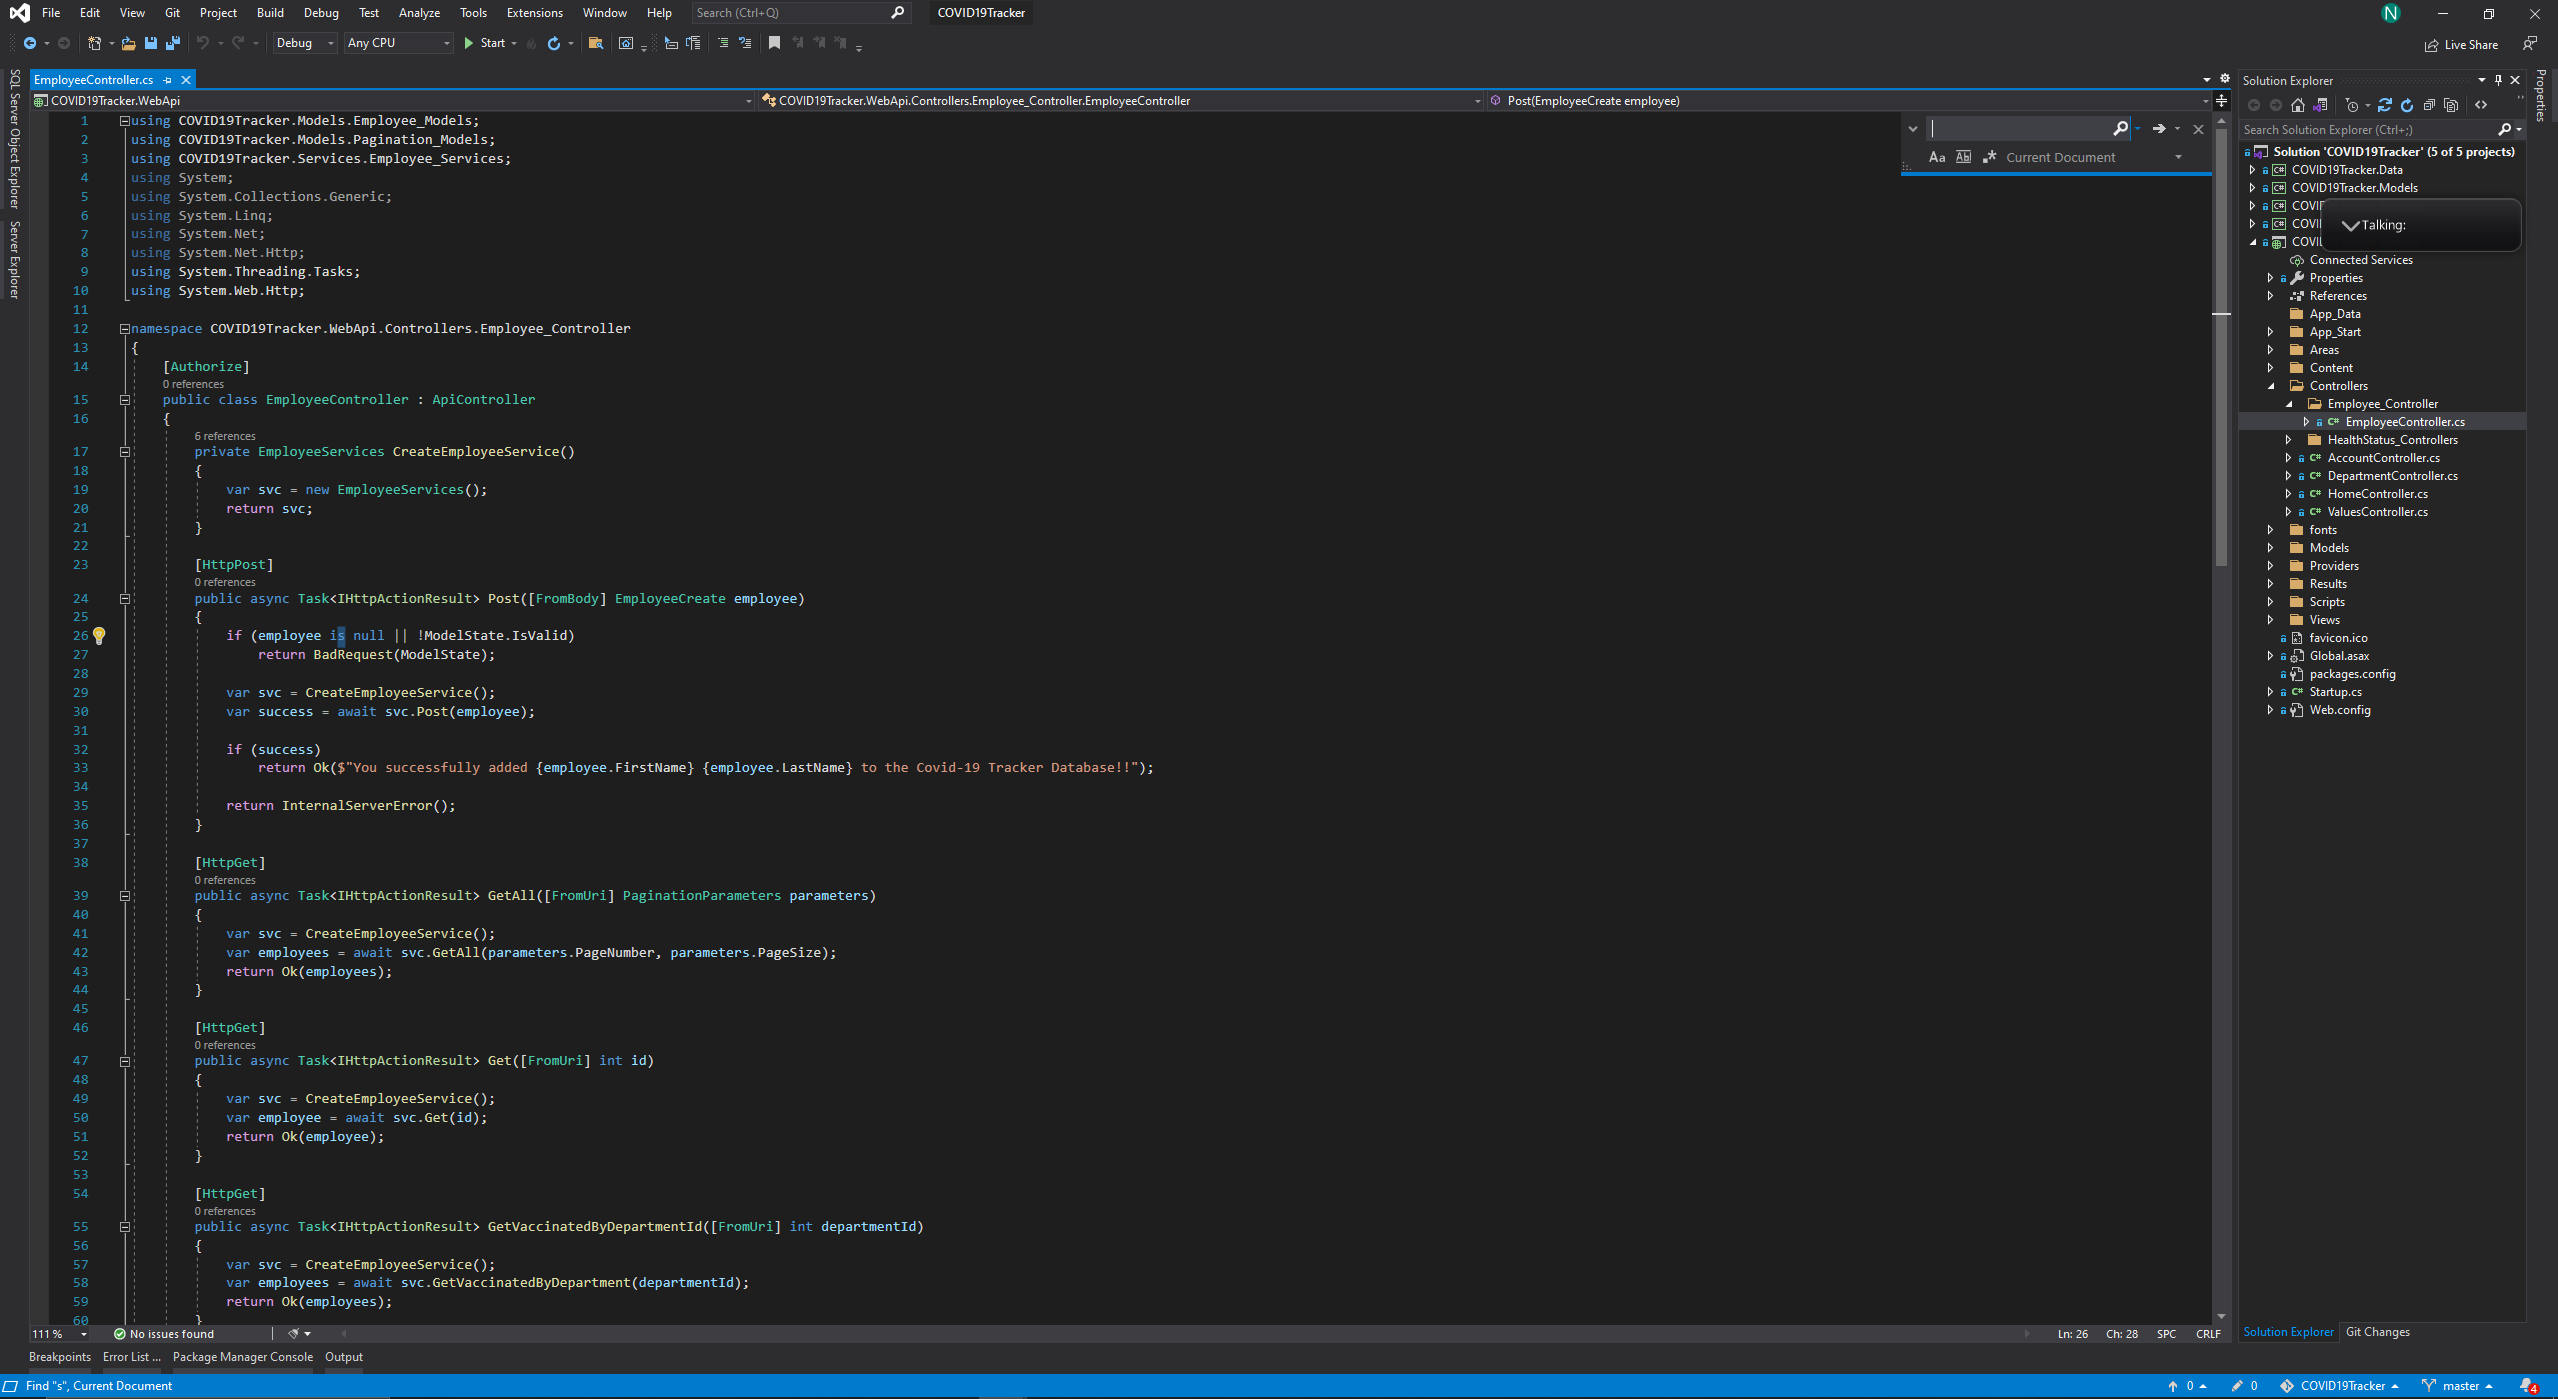 File Edit View Git Project Build Debug Test Analyze Tools Extensions Window Help Search (Ctrl+Q) COVID19Tracker N
Debug Any CPU Start Live Share
SQL Server Object Explorer
Server Explorer
EmployeeController.cs
COVID19Tracker.WebApi COVID19Tracker.WebApi.Controllers.Employee_Controller.EmployeeController Post(EmployeeCreate employee)
1 using COVID19Tracker.Models.Employee_Models;
2 using COVID19Tracker.Models.Pagination_Models;
3 using COVID19Tracker.Services.Employee_Services;
4 using System;
5 using System.Collections.Generic;
6 using System.Linq;
7 using System.Net;
8 using System.Net.Http;
9 using System.Threading.Tasks;
10 using System.Web.Http;
11
12 namespace COVID19Tracker.WebApi.Controllers.Employee_Controller
13 {
14 [Authorize]
0 references
15 public class EmployeeController : ApiController
16 {
6 references
17 private EmployeeServices CreateEmployeeService()
18 {
19 var svc = new EmployeeServices();
20 return svc;
21 }
22
23 [HttpPost]
0 references
24 public async Task<IHttpActionResult> Post([FromBody] EmployeeCreate employee)
25 {
26 if (employee is null || !ModelState.IsValid)
27 return BadRequest(ModelState);
28
29 var svc = CreateEmployeeService();
30 var success = await svc.Post(employee);
31
32 if (success)
33 return Ok($"You successfully added {employee.FirstName} {employee.LastName} to the Covid-19 Tracker Database!!");
34
35 return InternalServerError();
36 }
37
38 [HttpGet]
0 references
39 public async Task<IHttpActionResult> GetAll([FromUri] PaginationParameters parameters)
40 {
41 var svc = CreateEmployeeService();
42 var employees = await svc.GetAll(parameters.PageNumber, parameters.PageSize);
43 return Ok(employees);
44 }
45
46 [HttpGet]
0 references
47 public async Task<IHttpActionResult> Get([FromUri] int id)
48 {
49 var svc = CreateEmployeeService();
50 var employee = await svc.Get(id);
51 return Ok(employee);
52 }
53
54 [HttpGet]
0 references
55 public async Task<IHttpActionResult> GetVaccinatedByDepartmentId([FromUri] int departmentId)
56 {
57 var svc = CreateEmployeeService();
58 var employees = await svc.GetVaccinatedByDepartment(departmentId);
59 return Ok(employees);
60 }
Aa Ab Current Document
111 % No issues found Ln: 26 Ch: 28 SPC CRLF
Solution Explorer
Search Solution Explorer (Ctrl+;)
Solution 'COVID19Tracker' (5 of 5 projects)
COVID19Tracker.Data
COVID19Tracker.Models
COVI
COVI
COVI
Talking:
Connected Services
Properties
References
App_Data
App_Start
Areas
Content
Controllers
Employee_Controller
EmployeeController.cs
HealthStatus_Controllers
AccountController.cs
DepartmentController.cs
HomeController.cs
ValuesController.cs
fonts
Models
Providers
Results
Scripts
Views
favicon.ico
Global.asax
packages.config
Startup.cs
Web.config
Solution Explorer Git Changes
Properties
Breakpoints Error List ... Package Manager Console Output
Find "s", Current Document 0 0 COVID19Tracker master 4